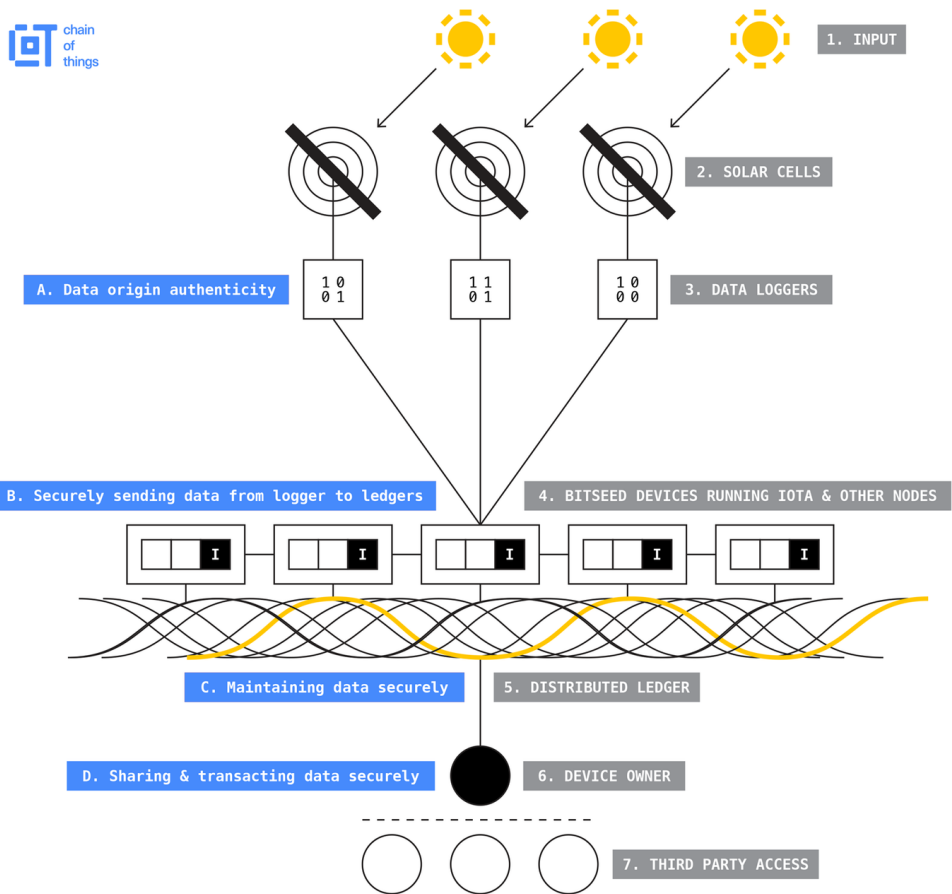 chain
of
things
1. INPUT
2. SOLAR CELLS
A. Data origin authenticity
1 0
0 1
1 1
0 1
1 0
0 0
3. DATA LOGGERS
B. Securely sending data from logger to ledgers
4. BITSEED DEVICES RUNNING IOTA & OTHER NODES
I
I
I
I
I
C. Maintaining data securely
5. DISTRIBUTED LEDGER
D. Sharing & transacting data securely
6. DEVICE OWNER
7. THIRD PARTY ACCESS